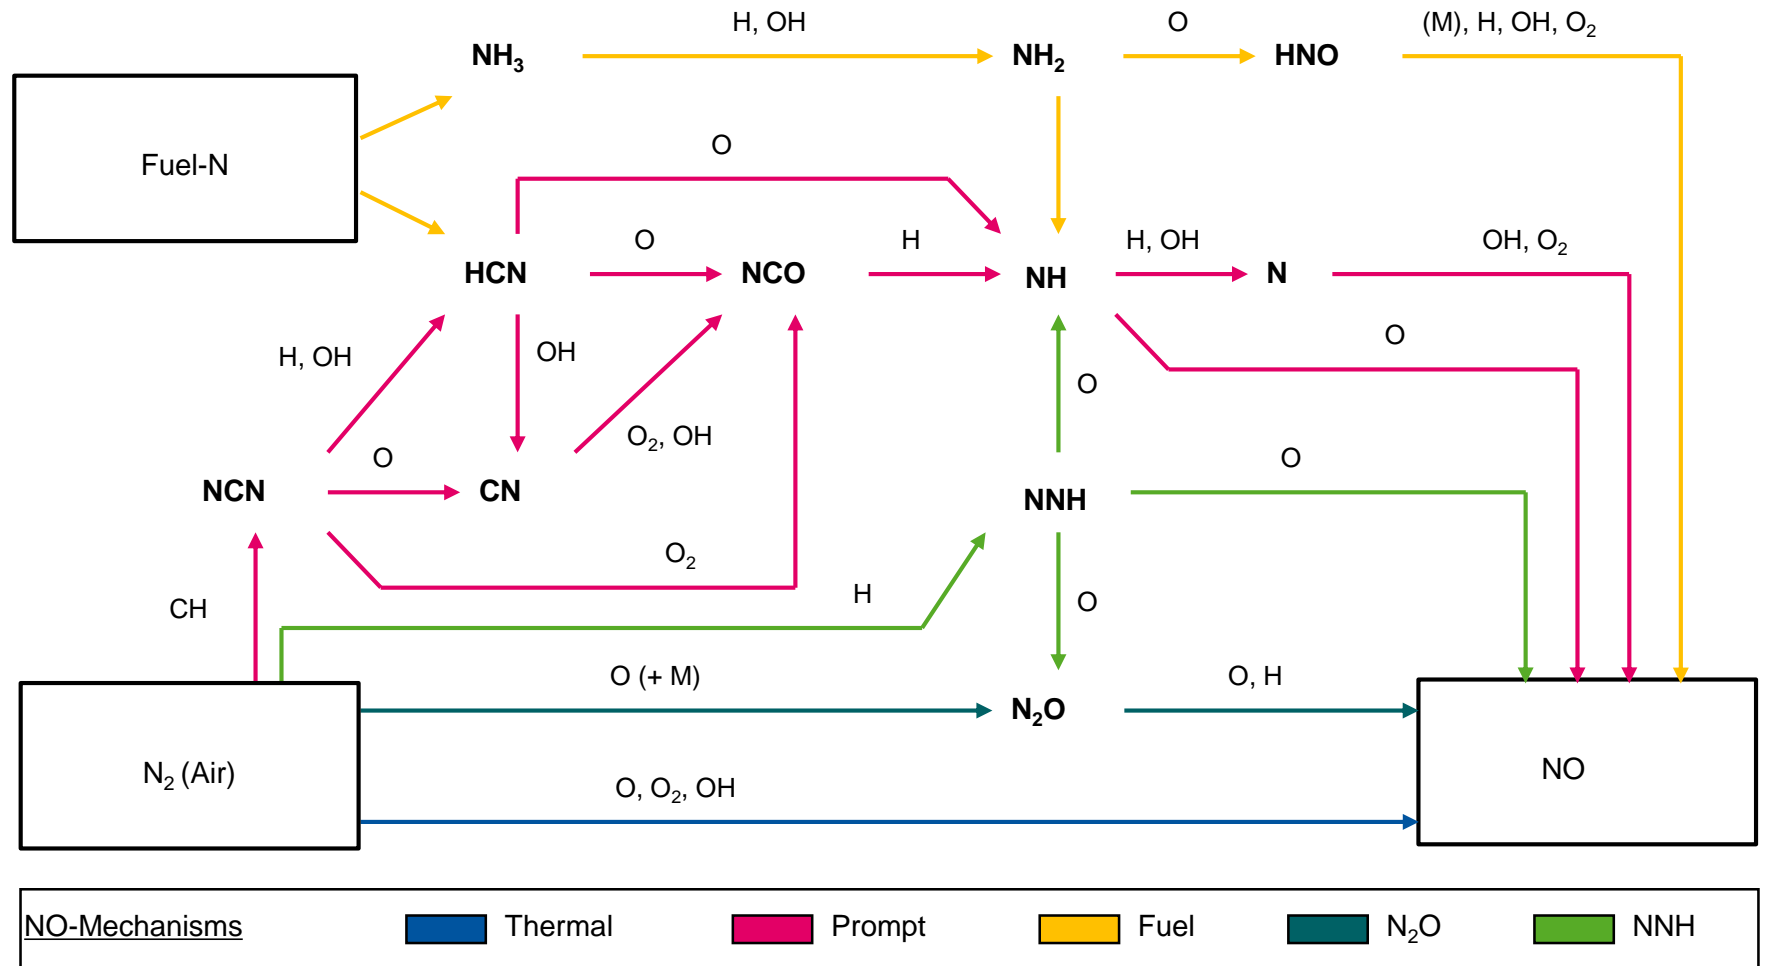 H, OH
O
(M), H, OH, O₂
NH₃
NH₂
HNO
O
Fuel-N
O
H
H, OH
OH, O₂
HCN
NCO
NH
N
O
H, OH
OH
O
O₂, OH
O
O
NCN
CN
NNH
O₂
CH
H
O
O (+ M)
O, H
N₂O
N₂ (Air)
NO
O, O₂, OH
NO-Mechanisms
Thermal
Prompt
Fuel
N₂O
NNH